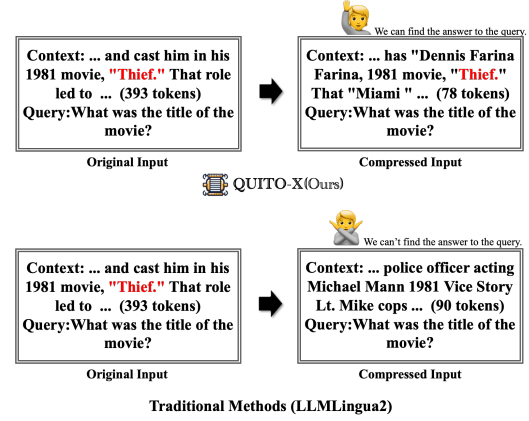 We can find the answer to the query.
Context: ... and cast him in his
1981 movie, "Thief." That role
led to ... (393 tokens)
Query:What was the title of the
movie?
Original Input
Context: ... has "Dennis Farina
Farina, 1981 movie, "Thief."
That "Miami " ... (78 tokens)
Query:What was the title of the
movie?
Compressed Input
QUITO-X(Ours)
We can't find the answer to the query.
Context: ... and cast him in his
1981 movie, "Thief." That role
led to ... (393 tokens)
Query:What was the title of the
movie?
Original Input
Context: ... police officer acting
Michael Mann 1981 Vice Story
Lt. Mike cops ... (90 tokens)
Query:What was the title of the
movie?
Compressed Input
Traditional Methods (LLMLingua2)